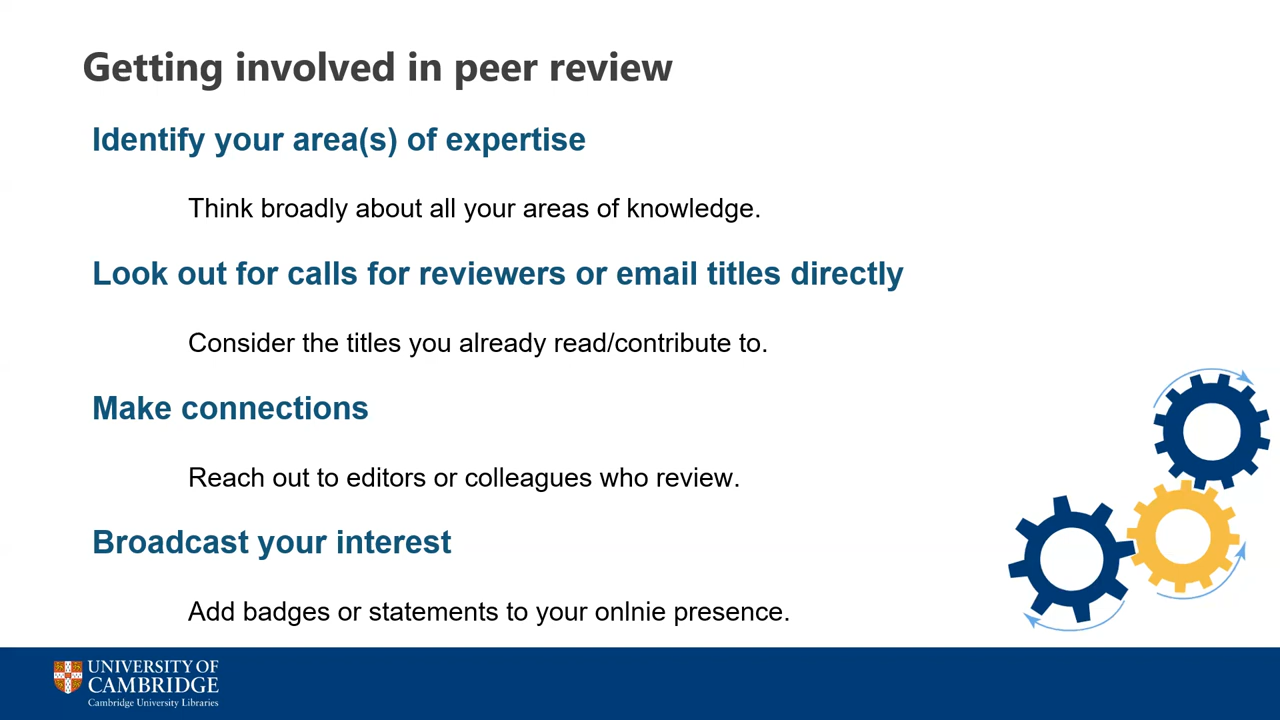 Getting involved in peer review
Identify your area(s) of expertise
Think broadly about all your areas of knowledge.
Look out for calls for reviewers or email titles directly
Consider the titles you already read/contribute to.
Make connections
Reach out to editors or colleagues who review.
Broadcast your interest
Add badges or statements to your onlnie presence.
UNIVERSITY OF
CAMBRIDGE
Cambridge University Libraries